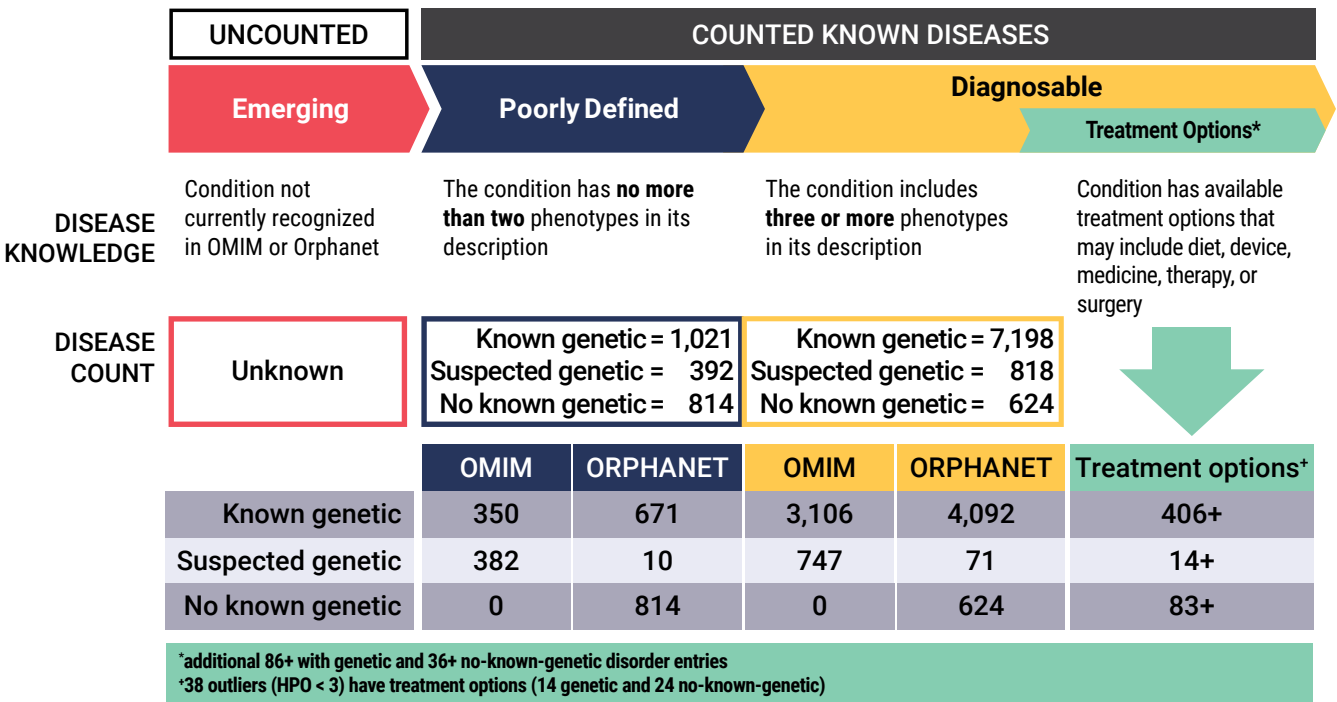 UNCOUNTED
COUNTED KNOWN DISEASES
Emerging
Poorly Defined
Diagnosable
Treatment Options*
DISEASE
KNOWLEDGE
Condition not
currently recognized
in OMIM or Orphanet
The condition has no more
than two phenotypes in its
description
The condition includes
three or more phenotypes
in its description
Condition has available
treatment options that
may include diet, device,
medicine, therapy, or
surgery
DISEASE
COUNT
Unknown
Known genetic = 1,021
Suspected genetic = 392
No known genetic = 814
Known genetic = 7,198
Suspected genetic = 818
No known genetic = 624
OMIM ORPHANET OMIM ORPHANET Treatment options+
Known genetic 350 671 3,106 4,092 406+
Suspected genetic 382 10 747 71 14+
No known genetic 0 814 0 624 83+
*additional 86+ with genetic and 36+ no-known-genetic disorder entries
+38 outliers (HPO < 3) have treatment options (14 genetic and 24 no-known-genetic)